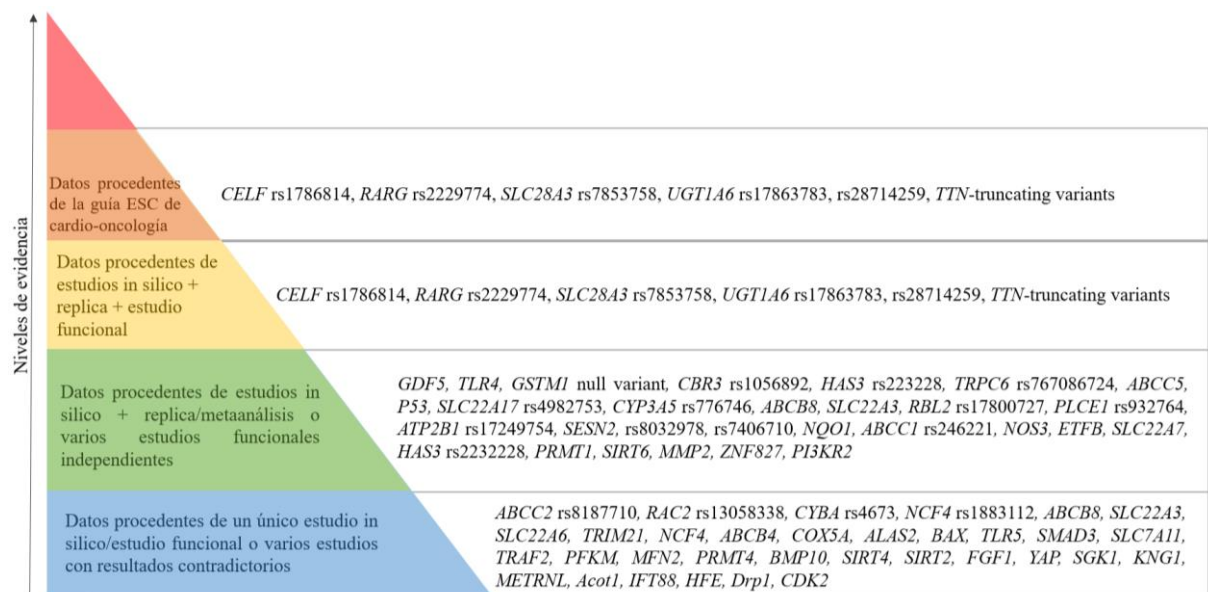 Niveles de evidencia
Datos procedentes
de la guía ESC de
cardio-oncología
CELF rs1786814, RARG rs2229774, SLC28A3 rs7853758, UGT1A6 rs17863783, rs28714259, TTN-truncating variants
Datos procedentes de
estudios in silico +
replica + estudio
funcional
CELF rs1786814, RARG rs2229774, SLC28A3 rs7853758, UGT1A6 rs17863783, rs28714259, TTN-truncating variants
Datos procedentes de estudios in
silico + replica/metaanálisis o
varios estudios funcionales
independientes
GDF5, TLR4, GSTM1 null variant, CBR3 rs1056892, HAS3 rs223228, TRPC6 rs767086724, ABCC5,
P53, SLC22A17 rs4982753, CYP3A5 rs776746, ABCB8, SLC22A3, RBL2 rs17800727, PLCE1 rs932764,
ATP2B1 rs17249754, SESN2, rs8032978, rs7406710, NQO1, ABCC1 rs246221, NOS3, ETFB, SLC22A7,
HAS3 rs2232228, PRMT1, SIRT6, MMP2, ZNF827, PI3KR2
Datos procedentes de un único estudio in
silico/estudio funcional o varios estudios
con resultados contradictorios
ABCC2 rs8187710, RAC2 rs13058338, CYBA rs4673, NCF4 rs1883112, ABCB8, SLC22A3,
SLC22A6, TRIM21, NCF4, ABCB4, COX5A, ALAS2, BAX, TLR5, SMAD3, SLC7A11,
TRAF2, PFKM, MFN2, PRMT4, BMP10, SIRT4, SIRT2, FGF1, YAP, SGK1, KNG1,
METRNL, Acot1, IFT88, HFE, Drp1, CDK2